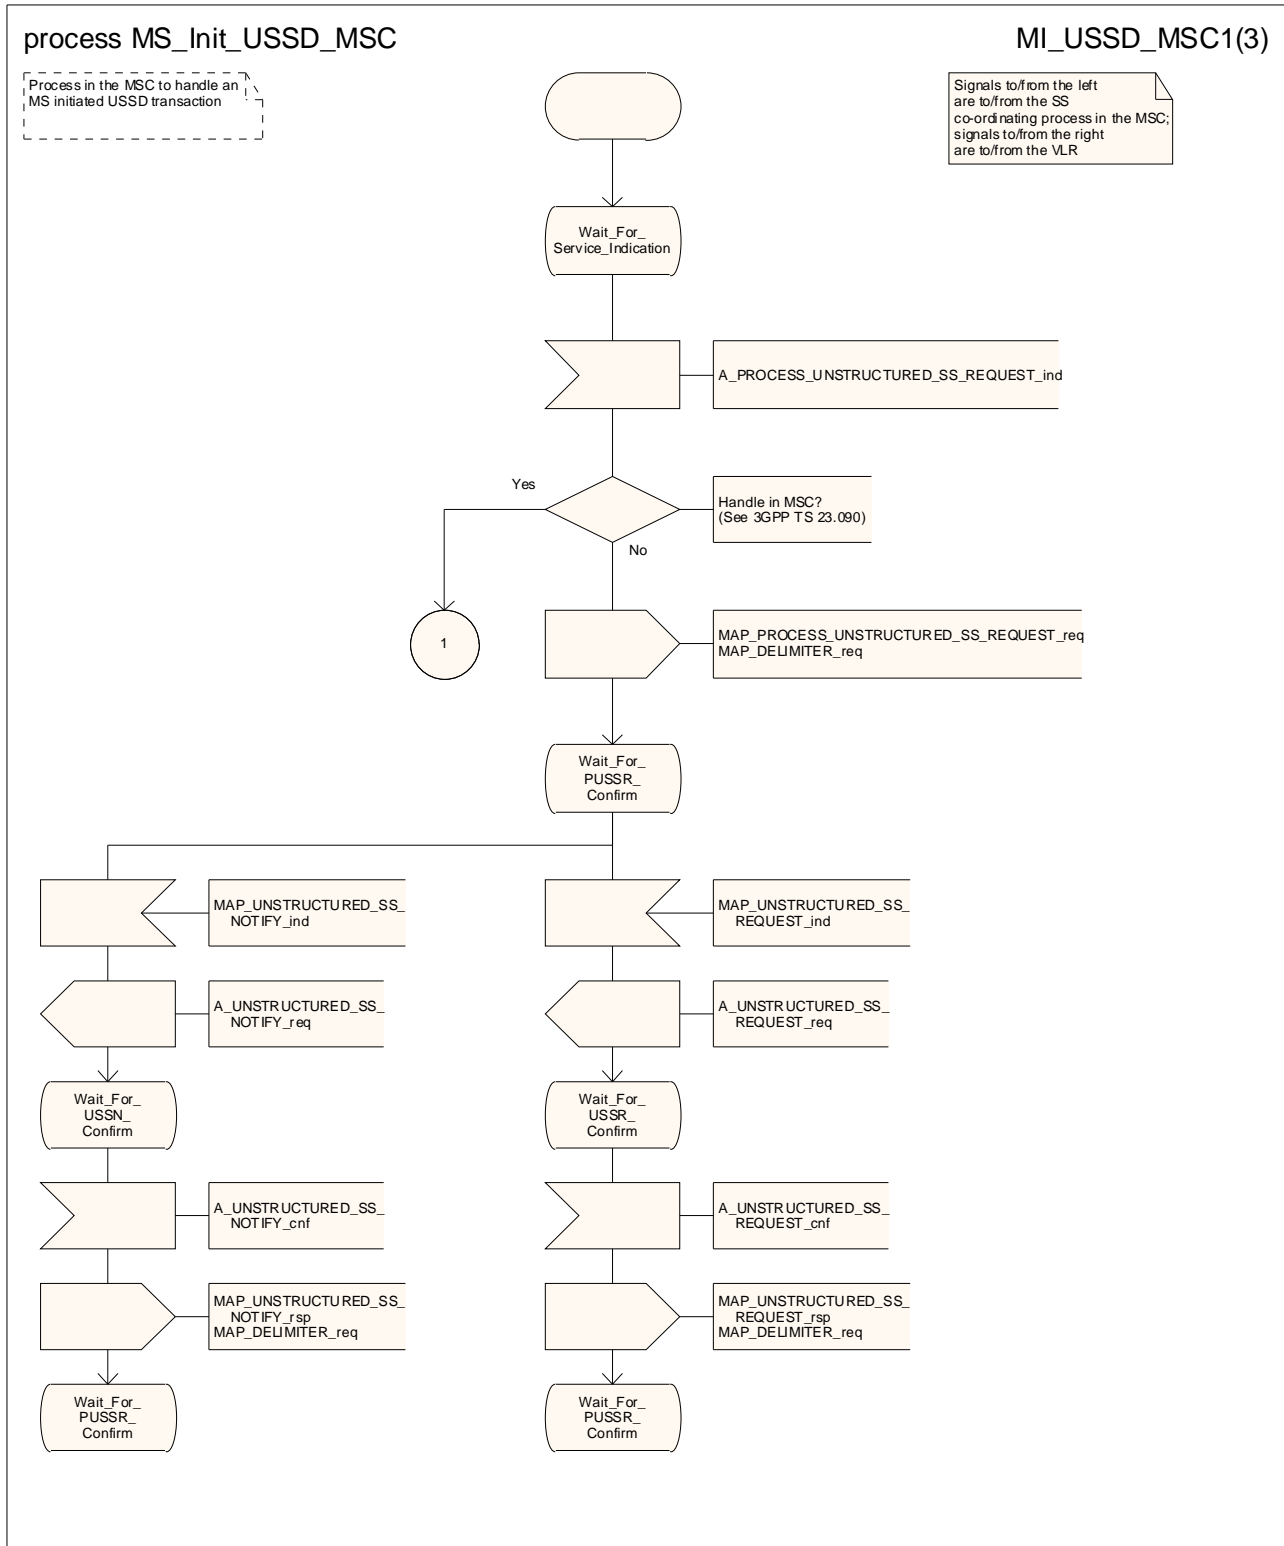 process MS_Init_USSD_MSC
MI_USSD_MSC1(3)
Process in the MSC to handle an
MS initiated USSD transaction
Signals to/from the left
are to/from the SS
co-ordinating process in the MSC;
signals to/from the right
are to/from the VLR
Wait_For_
Service_Indication
A_PROCESS_UNSTRUCTURED_SS_REQUEST_ind
Yes
Handle in MSC?
(See 3GPP TS 23.090)
No
1
MAP_PROCESS_UNSTRUCTURED_SS_REQUEST_req
MAP_DELIMITER_req
Wait_For_
PUSSR_
Confirm
MAP_UNSTRUCTURED_SS_
NOTIFY_ind
MAP_UNSTRUCTURED_SS_
REQUEST_ind
A_UNSTRUCTURED_SS_
NOTIFY_req
A_UNSTRUCTURED_SS_
REQUEST_req
Wait_For_
USSN_
Confirm
Wait_For_
USSR_
Confirm
A_UNSTRUCTURED_SS_
NOTIFY_cnf
A_UNSTRUCTURED_SS_
REQUEST_cnf
MAP_UNSTRUCTURED_SS_
NOTIFY_rsp
MAP_DELIMITER_req
MAP_UNSTRUCTURED_SS_
REQUEST_rsp
MAP_DELIMITER_req
Wait_For_
PUSSR_
Confirm
Wait_For_
PUSSR_
Confirm